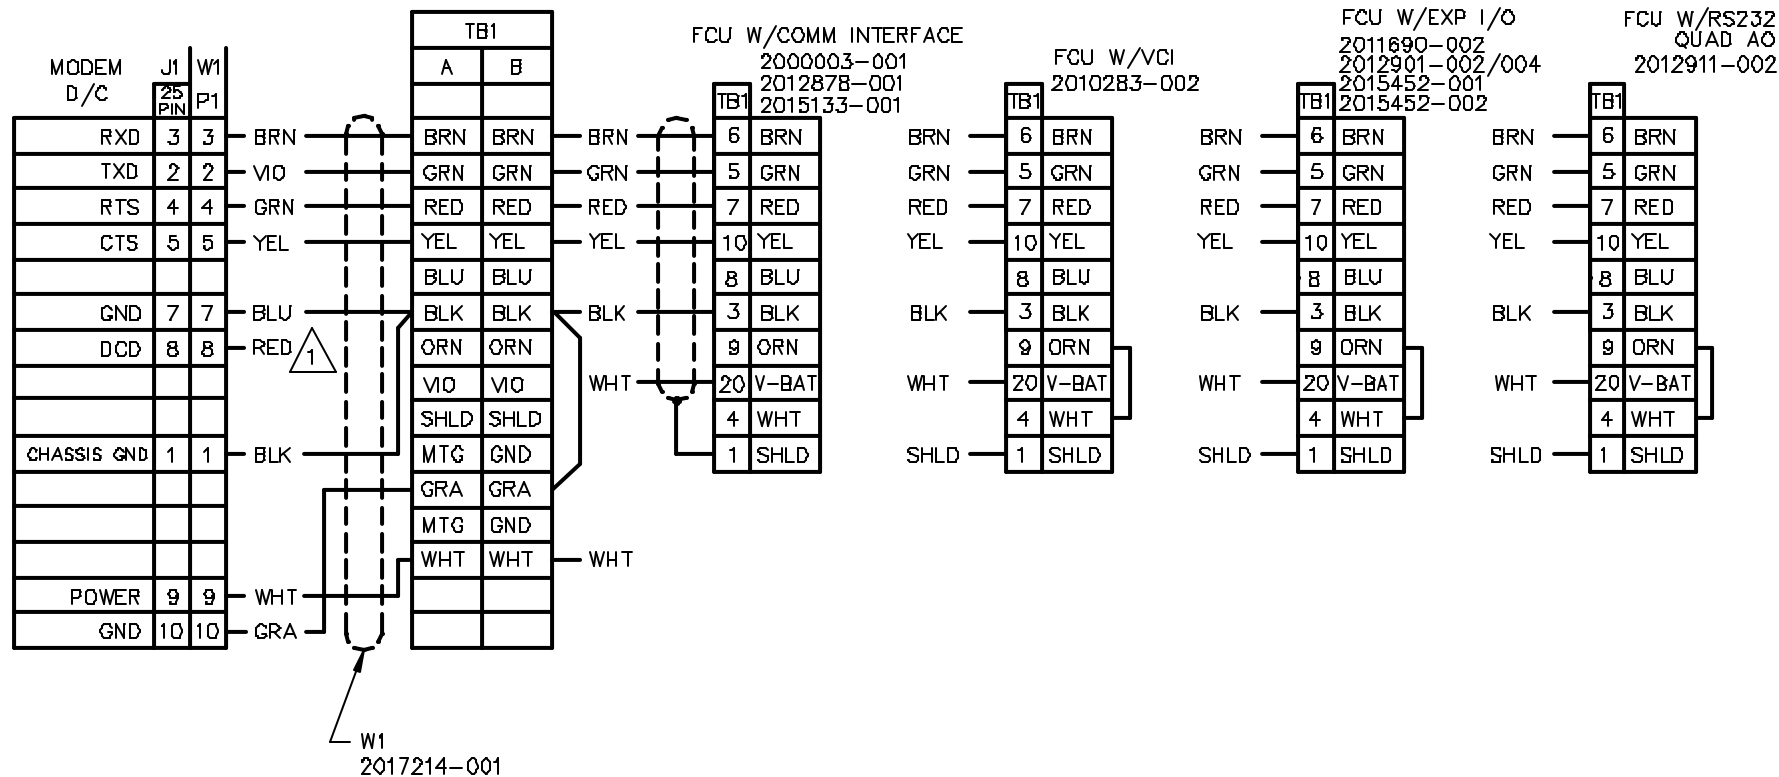 MODEM J1 W1
D/C 25 PIN P1
RXD 3 3 BRN
TXD 2 2 VIO
RTS 4 4 GRN
CTS 5 5 YEL
GND 7 7 BLU
DCD 8 8 RED 1
CHASSIS GND 1 1 BLK
POWER 9 9 WHT
GND 10 10 GRA
W1
2017214-001
TB1
A B
BRN BRN BRN
GRN GRN GRN
RED RED RED
YEL YEL YEL
BLU BLU
BLK BLK BLK
ORN ORN
VIO VIO
SHLD SHLD
MTG GND
GRA GRA
MTG GND
WHT WHT WHT
FCU W/COMM INTERFACE
2000003-001
2012878-001
2015133-001
TB1
6 BRN
5 GRN
7 RED
10 YEL
8 BLU
3 BLK
9 ORN
WHT 20 V-BAT
4 WHT
1 SHLD
FCU W/VCI
2010283-002
TB1
BRN 6 BRN
GRN 5 GRN
RED 7 RED
YEL 10 YEL
8 BLU
BLK 3 BLK
9 ORN
WHT 20 V-BAT
4 WHT
SHLD 1 SHLD
FCU W/EXP I/O
2011690-002
2012901-002/004
2015452-001
2015452-002
TB1
BRN 6 BRN
GRN 5 GRN
RED 7 RED
YEL 10 YEL
8 BLU
BLK 3 BLK
9 ORN
WHT 20 V-BAT
4 WHT
SHLD 1 SHLD
FCU W/RS232
QUAD AO
2012911-002
TB1
BRN 6 BRN
GRN 5 GRN
RED 7 RED
YEL 10 YEL
8 BLU
BLK 3 BLK
9 ORN
WHT 20 V-BAT
4 WHT
SHLD 1 SHLD